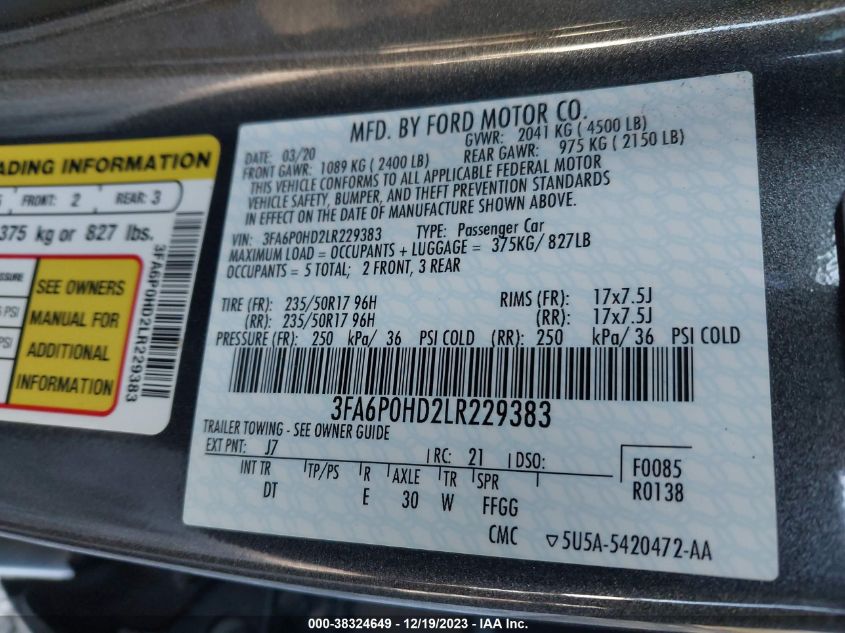 ADING INFORMATION
FRONT: 2 REAR: 3
375 kg or 827 lbs.
PSI
PSI
SEE OWNERS
MANUAL FOR
ADDITIONAL
INFORMATION
3FA6P0HD2LR229383
MFD. BY FORD MOTOR CO.
DATE: 03/20 GVWR: 2041 KG ( 4500 LB)
FRONT GAWR: 1089 KG ( 2400 LB) REAR GAWR: 975 KG ( 2150 LB)
THIS VEHICLE CONFORMS TO ALL APPLICABLE FEDERAL MOTOR
VEHICLE SAFETY, BUMPER, AND THEFT PREVENTION STANDARDS
IN EFFECT ON THE DATE OF MANUFACTURE SHOWN ABOVE.
VIN: 3FA6P0HD2LR229383 TYPE: Passenger Car
MAXIMUM LOAD = OCCUPANTS + LUGGAGE = 375KG/ 827LB
OCCUPANTS = 5 TOTAL; 2 FRONT, 3 REAR
TIRE (FR): 235/50R17 96H RIMS (FR): 17x7.5J
(RR): 235/50R17 96H (RR): 17x7.5J
PRESSURE (FR): 250 kPa/ 36 PSI COLD (RR): 250 kPa/ 36 PSI COLD
3FA6P0HD2LR229383
TRAILER TOWING - SEE OWNER GUIDE
EXT PNT: J7 RC: 21 DSO: F0085
INT TR TP/PS R AXLE TR SPR R0138
DT E 30 W FFGG
CMC ▽5U5A-5420472-AA
000-38324649 - 12/19/2023 - IAA Inc.